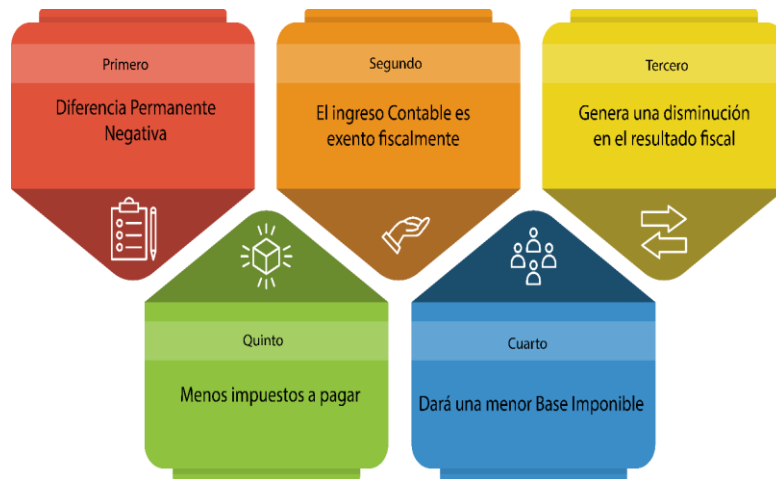 Primero
Diferencia Permanente
Negativa
Segundo
El ingreso Contable es
exento fiscalmente
Tercero
Genera una disminución
en el resultado fiscal
Quinto
Menos impuestos a pagar
Cuarto
Dará una menor Base Imponible